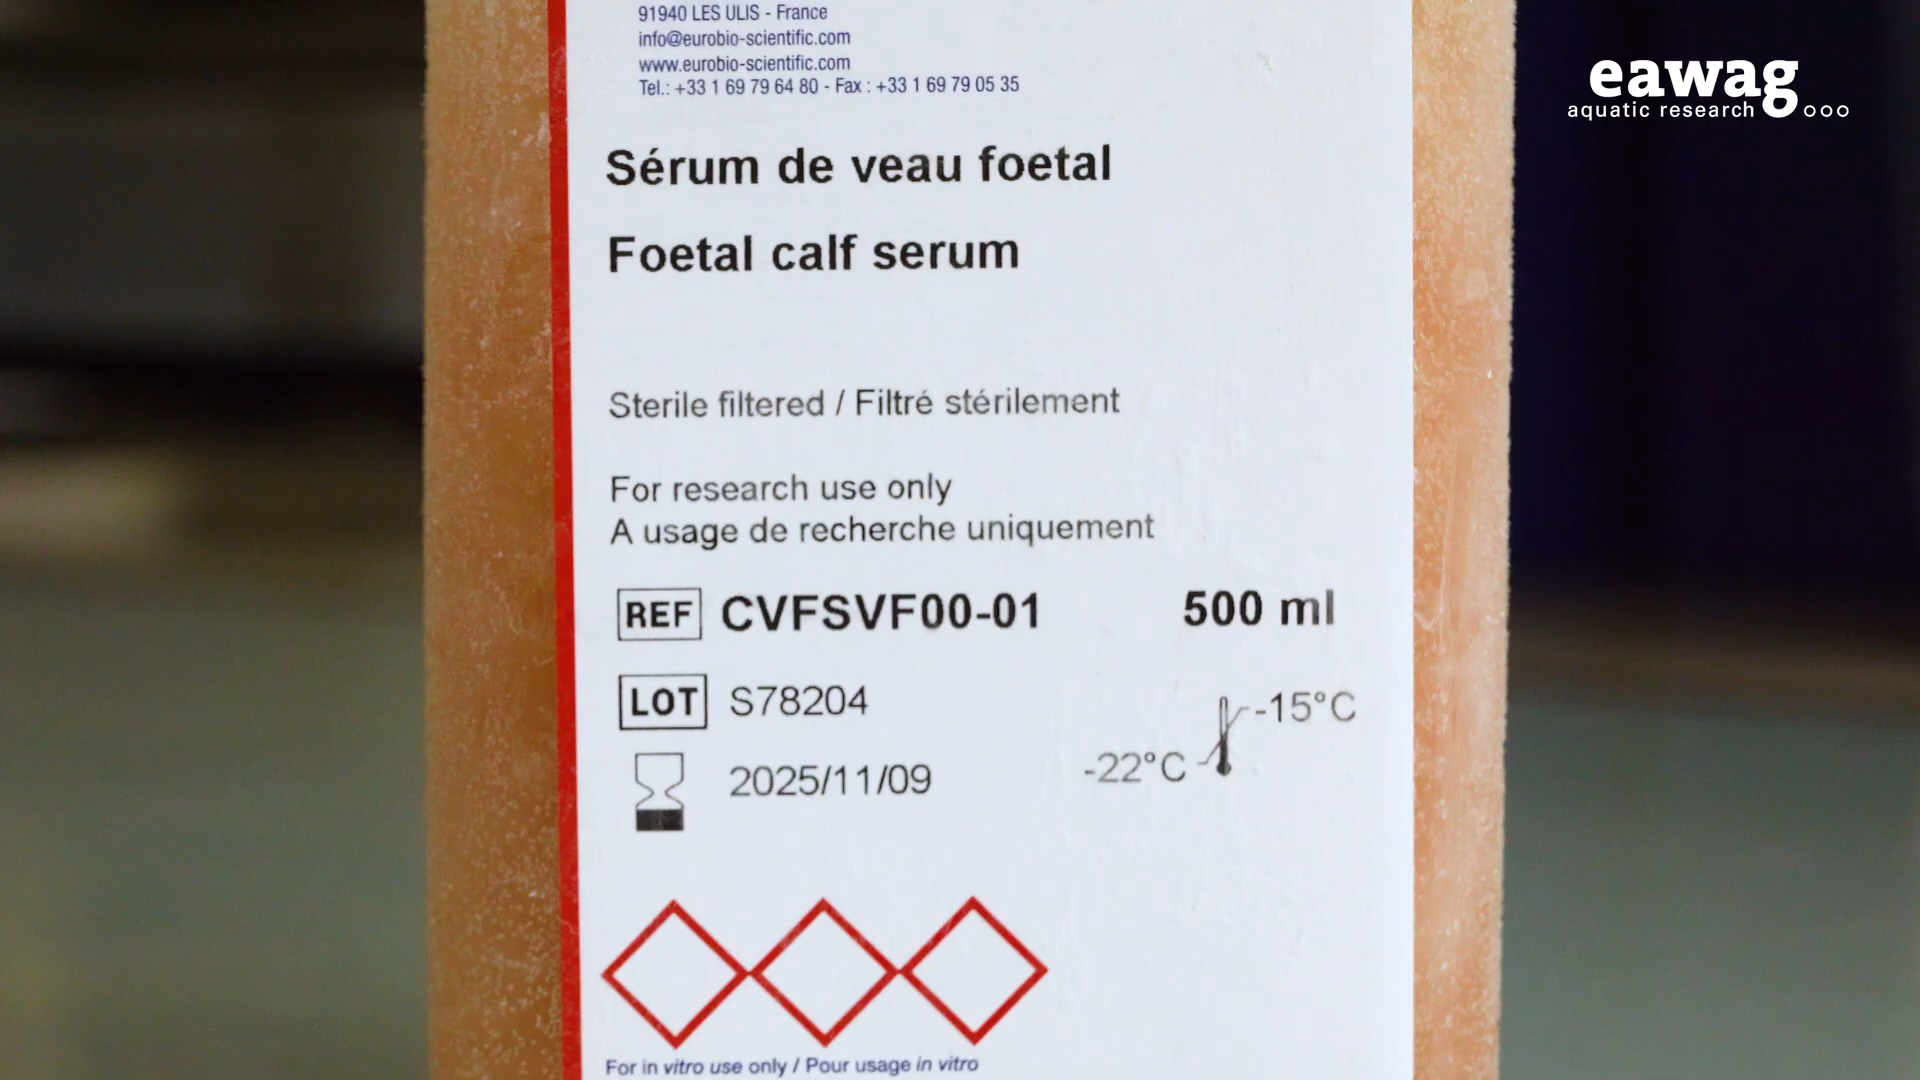 91940 LES ULIS - France
info@eurobio-scientific.com
www.eurobio-scientific.com
Tel.: +33 1 69 79 64 80 - Fax : +33 1 69 79 05 35
eawag
aquatic research
Sérum de veau foetal
Foetal calf serum
Sterile filtered / Filtré stérilement
For research use only
A usage de recherche uniquement
REF CVFSVF00-01 500 ml
LOT S78204
-15°C
-22°C
2025/11/09
For in vitro use only / Pour usage in vitro